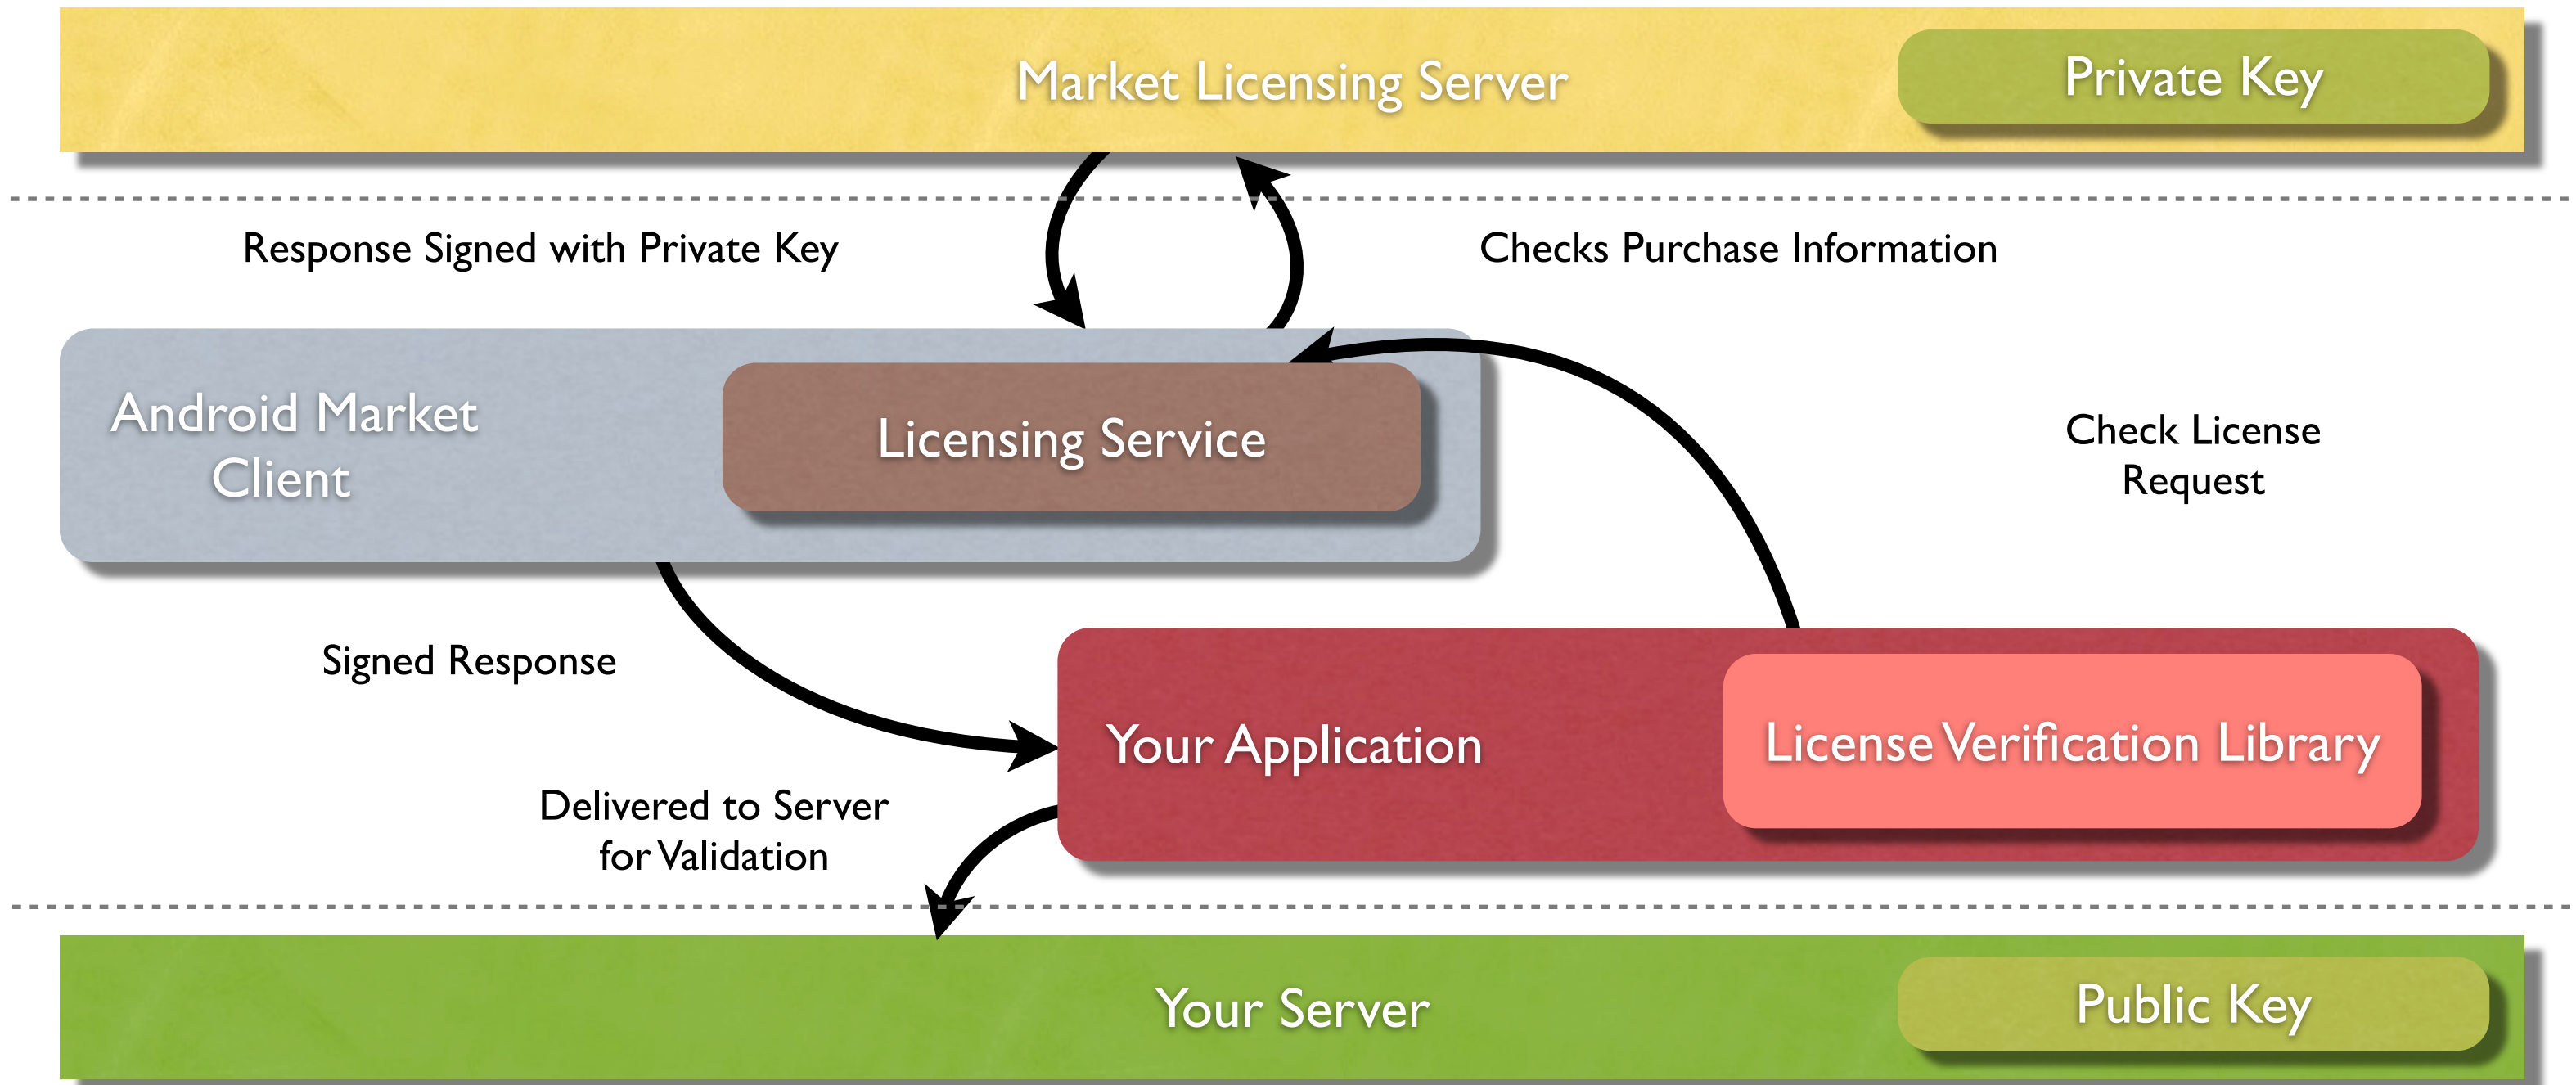 Market Licensing Server
Private Key
Response Signed with Private Key
Checks Purchase Information
Android Market
Client
Licensing Service
Check License
Request
Signed Response
Your Application
License Verification Library
Delivered to Server
for Validation
Your Server
Public Key